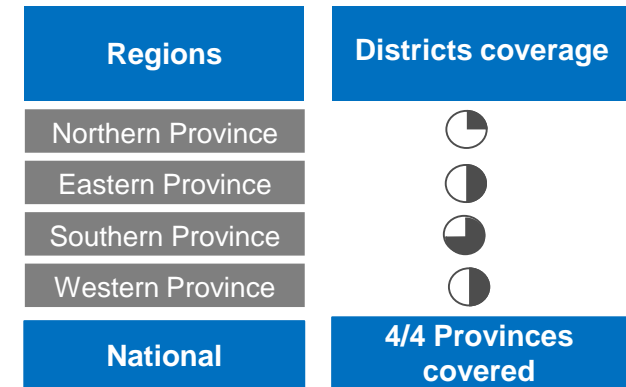 Regions
Districts coverage
Northern Province
Eastern Province
Southern Province
Western Province
National
4/4 Provinces
covered